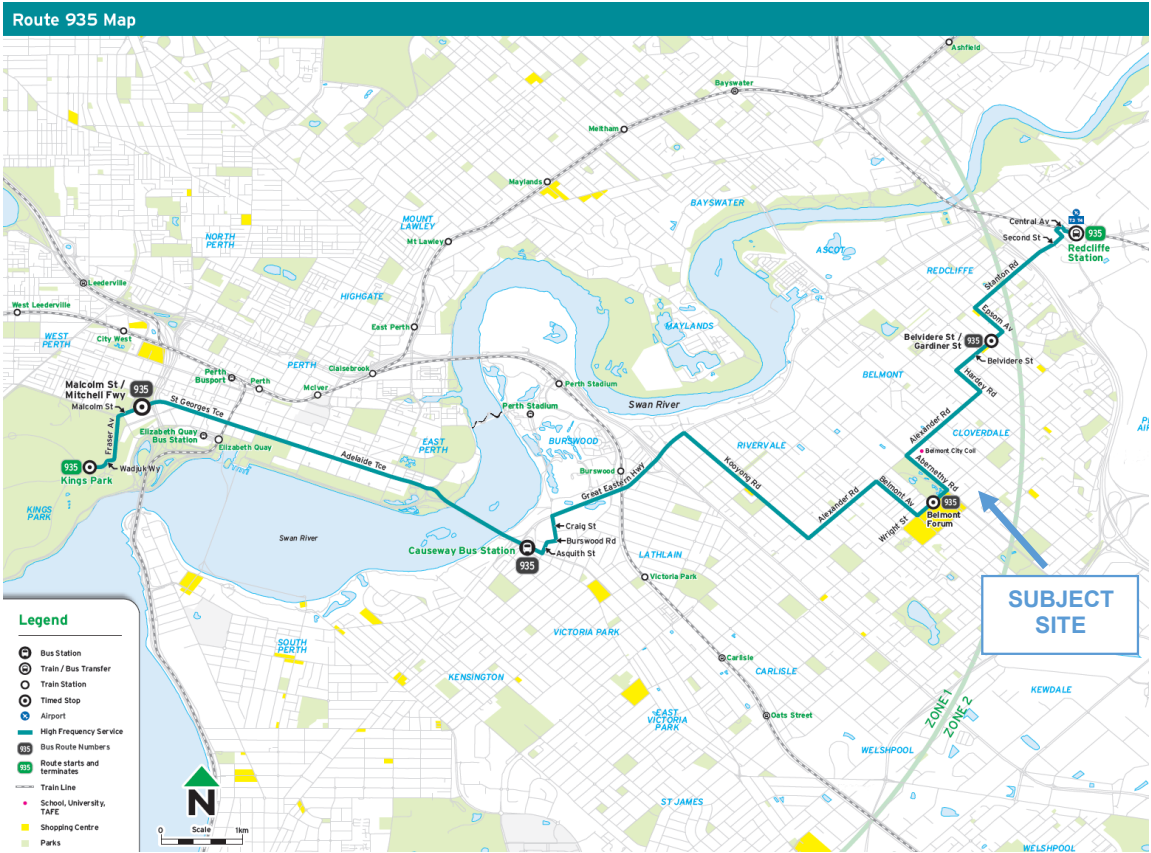 Route 935 Map
Ashfield
Bayswater
Meltham
Maylands
BAYSWATER
MOUNT
LAWLEY
Mt Lawley
NORTH
PERTH
Central Av
T3 T4
935
Redcliffe
Station
Second St
ASCOT
REDCLIFFE
Stanton Rd
Leederville
HIGHGATE
West Leederville
City West
WEST
PERTH
East Perth
MAYLANDS
Epsom Av
Belvidere St /
Gardiner St
935
Belvidere St
PERTH
Claisebrook
Perth
Busport
Perth
McIver
Perth Stadium
Swan River
BELMONT
Hardey Rd
Malcolm St /
Mitchell Fwy
935
Malcolm St
St Georges Tce
Perth Stadium
Fraser Av
Elizabeth Quay
Bus Station
Elizabeth Quay
EAST
PERTH
BURSWOOD
RIVERVALE
Alexander Rd
CLOVERDALE
Belmont City Coll
Adelaide Tce
935
Kings Park
Wadjuk Wy
Burswood
Great Eastern Hwy
Kooyong Rd
Abernethy Rd
Belmont Av
Alexander Rd
935
Belmont
Forum
Wright St
KINGS
PARK
Swan River
Craig St
Burswood Rd
Asquith St
Causeway Bus Station
935
LATHLAIN
Victoria Park
SUBJECT
SITE
SOUTH
PERTH
VICTORIA PARK
KENSINGTON
Carlisle
CARLISLE
EAST
VICTORIA
PARK
Oats Street
KEWDALE
ZONE 1
ZONE 2
WELSHPOOL
ST JAMES
WELSHPOOL
Legend
Bus Station
Train / Bus Transfer
Train Station
Timed Stop
Airport
High Frequency Service
935 Bus Route Numbers
935 Route starts and
terminates
Train Line
School, University,
TAFE
Shopping Centre
Parks
N
0 Scale 1km